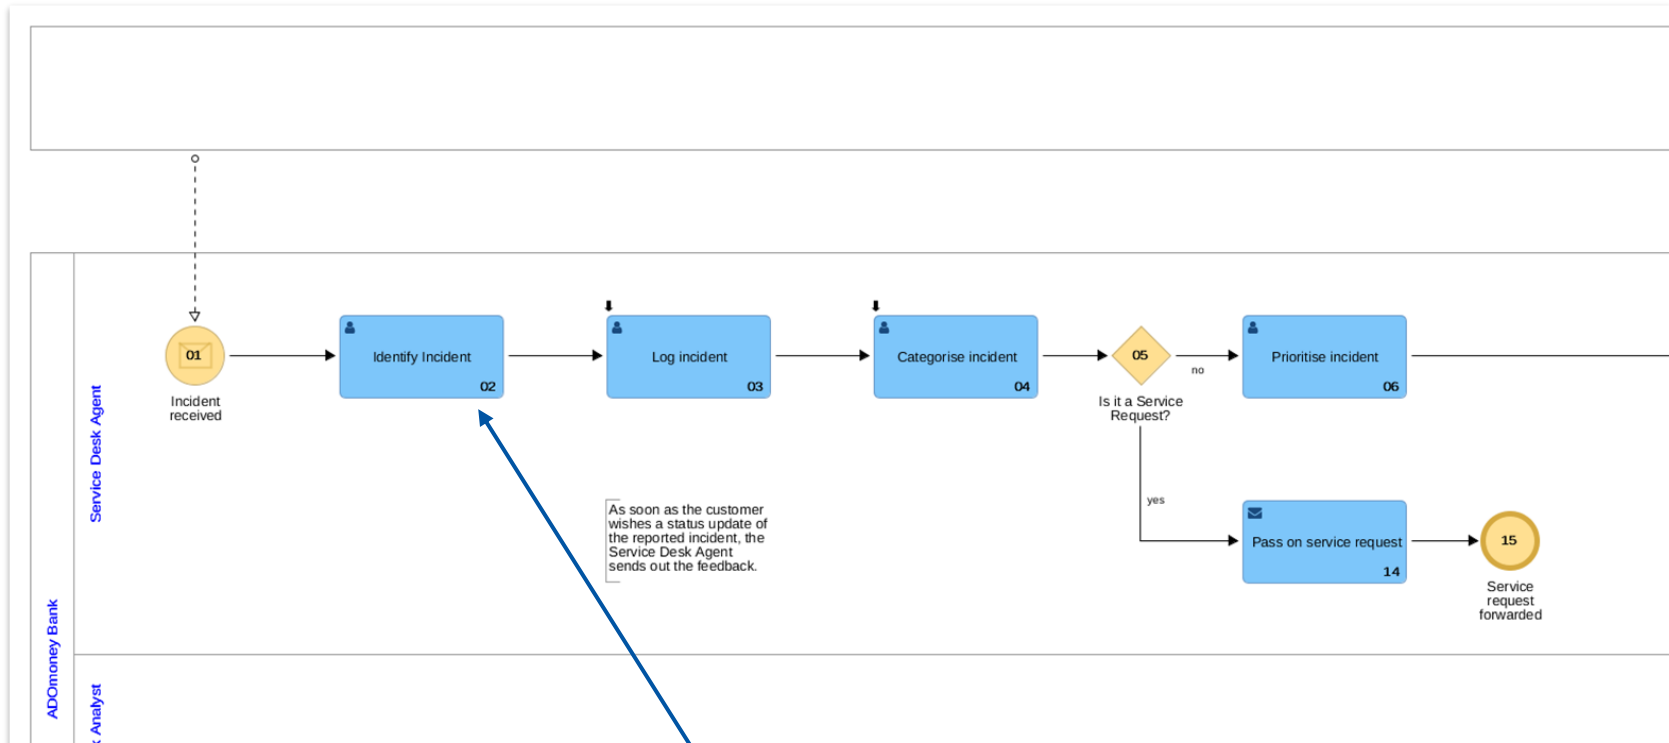 01
Incident
received
Identify Incident
02
Log incident
03
Categorise incident
04
05
Is it a Service
Request?
no
Prioritise incident
06
yes
Pass on service request
14
15
Service
request
forwarded
As soon as the customer
wishes a status update of
the reported incident, the
Service Desk Agent
sends out the feedback.
Service Desk Agent
ADOmoney Bank
Analyst